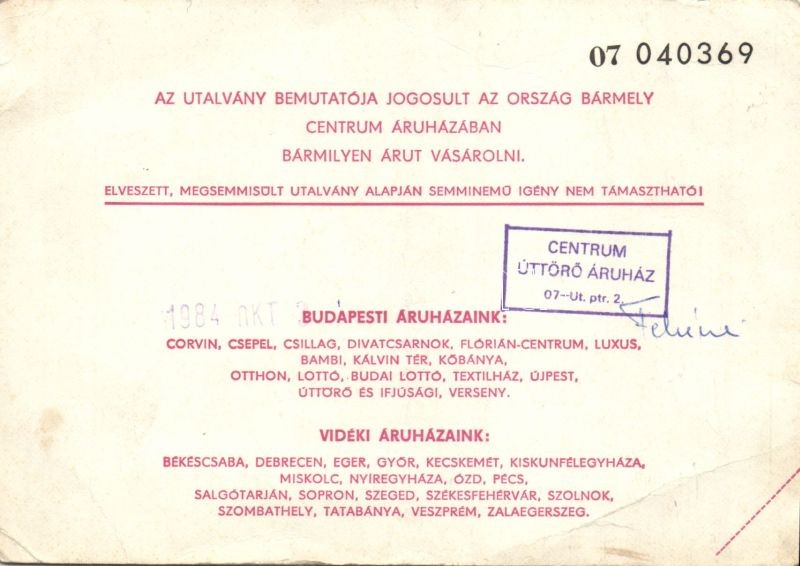 07 040369
AZ UTALVÁNY BEMUTATÓJA JOGOSULT AZ ORSZÁG BÁRMELY
CENTRUM ÁRUHÁZÁBAN
BÁRMILYEN ÁRUT VÁSÁROLNI.
ELVESZETT, MEGSEMMISÜLT UTALVÁNY ALAPJÁN SEMMINEMŰ IGÉNY NEM TÁMASZTHATÓ!
CENTRUM
ÚTTÖRŐ ÁRUHÁZ
07–Ut. ptr. 2.
1984 OKT
BUDAPESTI ÁRUHÁZAINK:
CORVIN, CSEPEL, CSILLAG, DIVATCSARNOK, FLÓRIÁN-CENTRUM, LUXUS,
BAMBI, KÁLVIN TÉR, KŐBÁNYA,
OTTHON, LOTTÓ, BUDAI LOTTÓ, TEXTILHÁZ, ÚJPEST,
ÚTTÖRŐ ÉS IFJÚSÁGI, VERSENY.
VIDÉKI ÁRUHÁZAINK:
BÉKÉSCSABA, DEBRECEN, EGER, GYŐR, KECSKEMÉT, KISKUNFÉLEGYHÁZA,
MISKOLC, NYÍREGYHÁZA, ÓZD, PÉCS,
SALGÓTARJÁN, SOPRON, SZEGED, SZÉKESFEHÉRVÁR, SZOLNOK,
SZOMBATHELY, TATABÁNYA, VESZPRÉM, ZALAEGERSZEG.